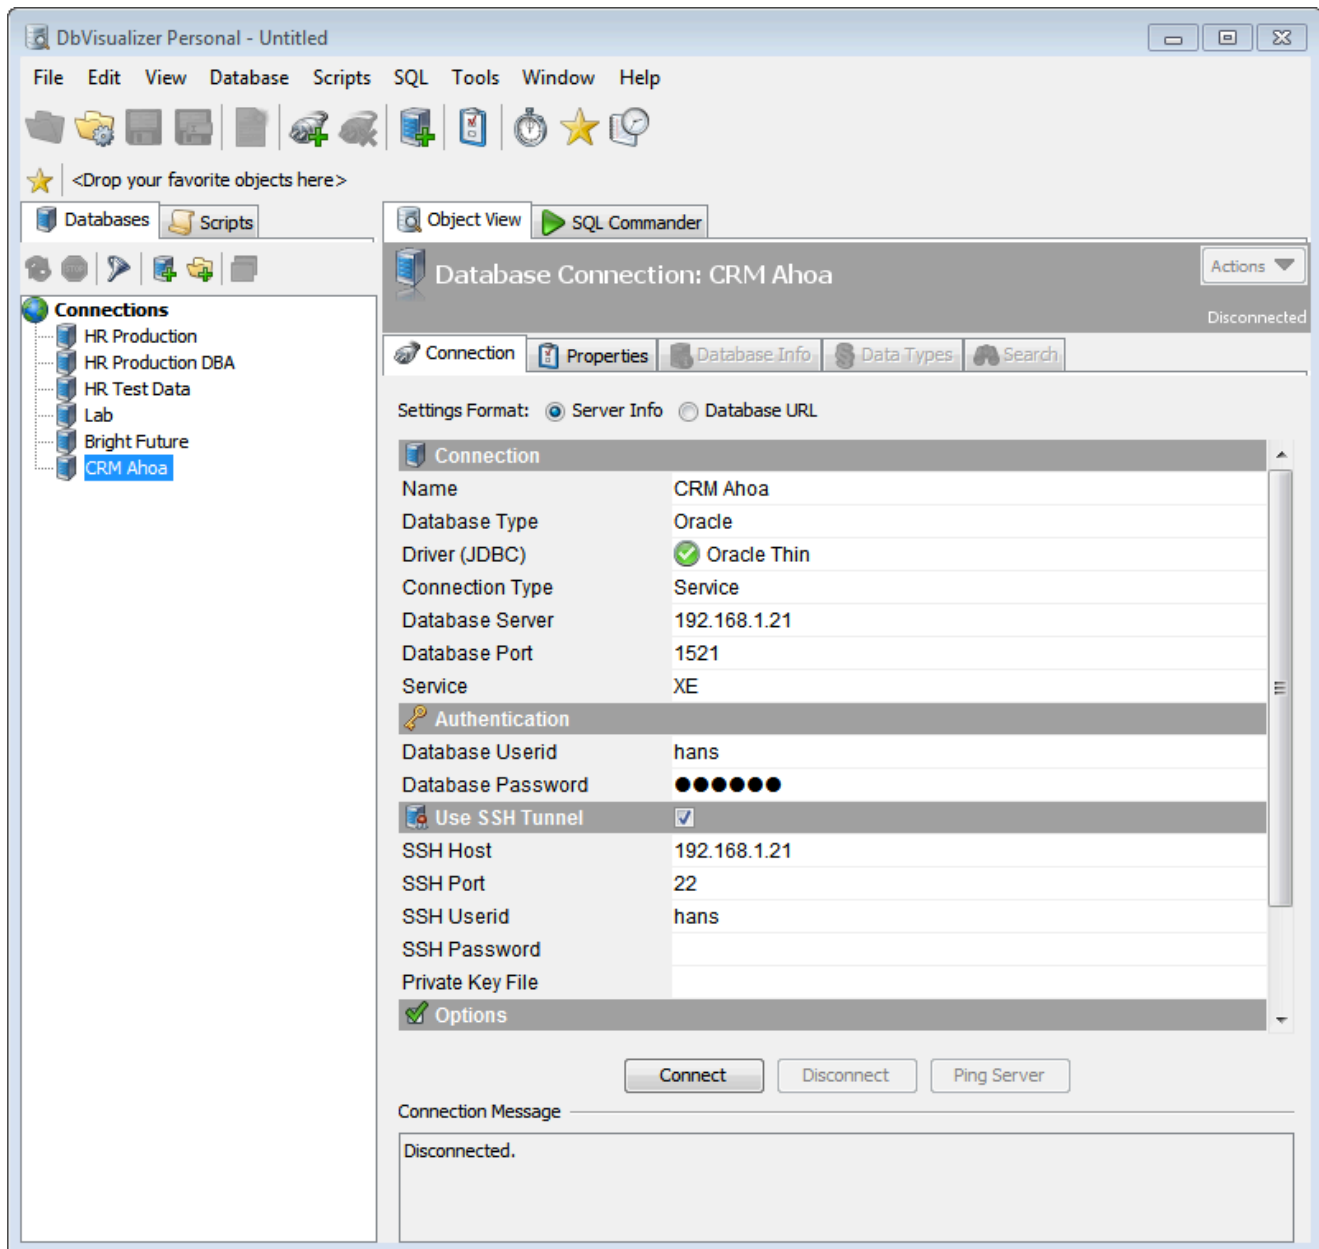 DbVisualizer Personal - Untitled
File Edit View Database Scripts SQL Tools Window Help
<Drop your favorite objects here>
Databases Scripts
Object View SQL Commander
Database Connection: CRM Ahoa
Actions
Disconnected
Connections
HR Production
HR Production DBA
HR Test Data
Lab
Bright Future
CRM Ahoa
Connection Properties Database Info Data Types Search
Settings Format: Server Info Database URL
Connection
Name CRM Ahoa
Database Type Oracle
Driver (JDBC) Oracle Thin
Connection Type Service
Database Server 192.168.1.21
Database Port 1521
Service XE
Authentication
Database Userid hans
Database Password ●●●●●●
Use SSH Tunnel
SSH Host 192.168.1.21
SSH Port 22
SSH Userid hans
SSH Password
Private Key File
Options
Connect Disconnect Ping Server
Connection Message
Disconnected.